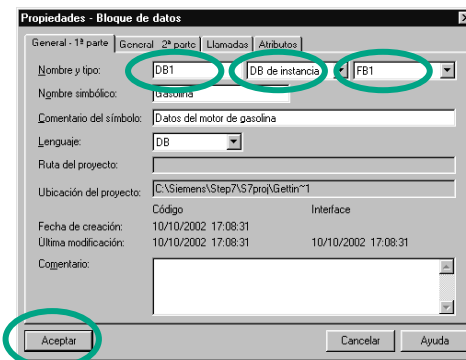 Propiedades - Bloque de datos
General - 1ª parte General 2ª parte Llamadas Atributos
Nombre y tipo: DB1 DB de instancia FB1
Nombre simbólico: Gasolina
Comentario del símbolo: Datos del motor de gasolina
Lenguaje: DB
Ruta del proyecto:
Ubicación del proyecto: C:\Siemens\Step7\S7proj\Gettin~1
Código Interface
Fecha de creación: 10/10/2002 17:08:31
Última modificación: 10/10/2002 17:08:31 10/10/2002 17:08:31
Comentario:
Aceptar Cancelar Ayuda